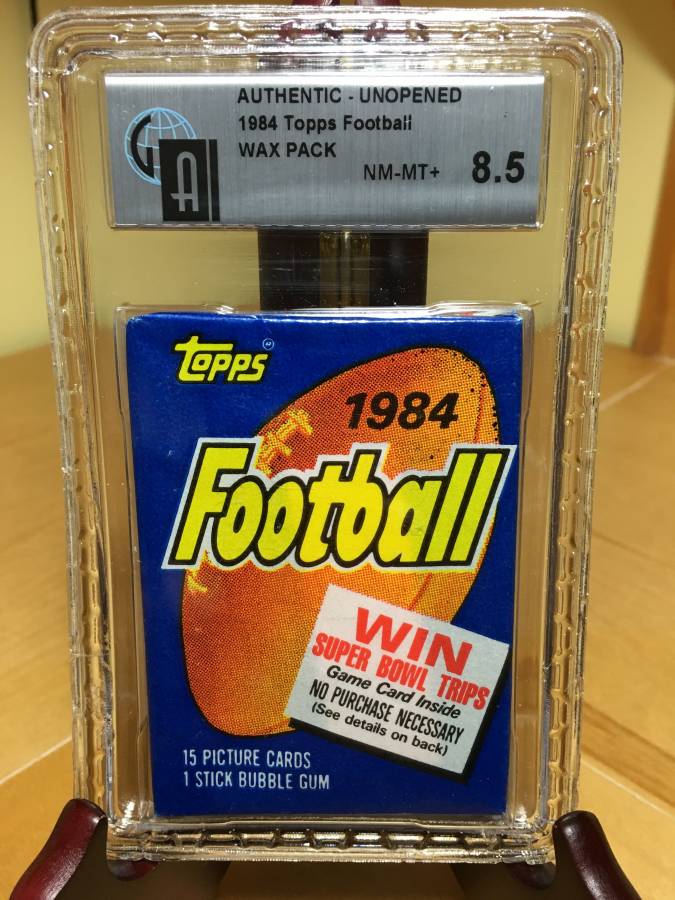 AUTHENTIC - UNOPENED
1984 Topps Football
WAX PACK
NM-MT+ 8.5
GA
topps
1984
Football
WIN
SUPER BOWL TRIPS
Game Card Inside
NO PURCHASE NECESSARY
(See details on back)
15 PICTURE CARDS
1 STICK BUBBLE GUM